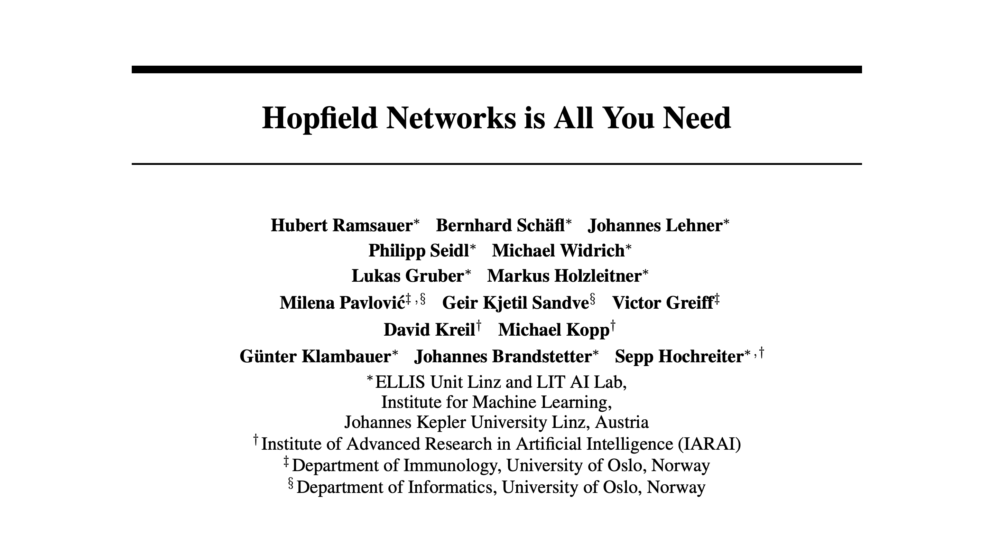 Hopfield Networks is All You Need
Hubert Ramsauer* Bernhard Schäfl* Johannes Lehner*
Philipp Seidl* Michael Widrich*
Lukas Gruber* Markus Holzleitner*
Milena Pavlović‡ ,§ Geir Kjetil Sandve§ Victor Greiff‡
David Kreil† Michael Kopp†
Günter Klambauer* Johannes Brandstetter* Sepp Hochreiter* ,†
*ELLIS Unit Linz and LIT AI Lab,
Institute for Machine Learning,
Johannes Kepler University Linz, Austria
†Institute of Advanced Research in Artificial Intelligence (IARAI)
‡Department of Immunology, University of Oslo, Norway
§Department of Informatics, University of Oslo, Norway